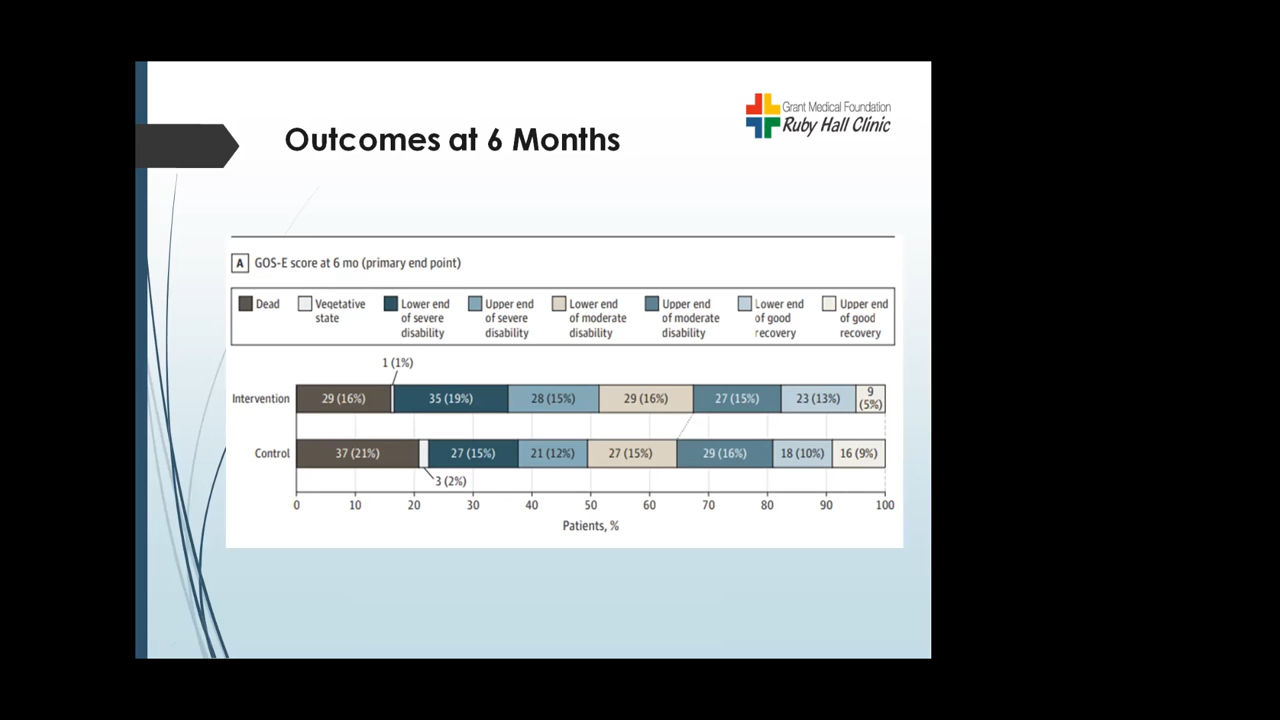 Grant Medical Foundation
Ruby Hall Clinic
Outcomes at 6 Months
A GOS-E score at 6 mo (primary end point)
Dead
Vegetative
state
Lower end
of severe
disability
Upper end
of severe
disability
Lower end
of moderate
disability
Upper end
of moderate
disability
Lower end
of good
recovery
Upper end
of good
recovery
1 (1%)
Intervention 29 (16%) 35 (19%) 28 (15%) 29 (16%) 27 (15%) 23 (13%) 9
(5%)
Control 37 (21%) 27 (15%) 21 (12%) 27 (15%) 29 (16%) 18 (10%) 16 (9%)
3 (2%)
0 10 20 30 40 50 60 70 80 90 100
Patients, %